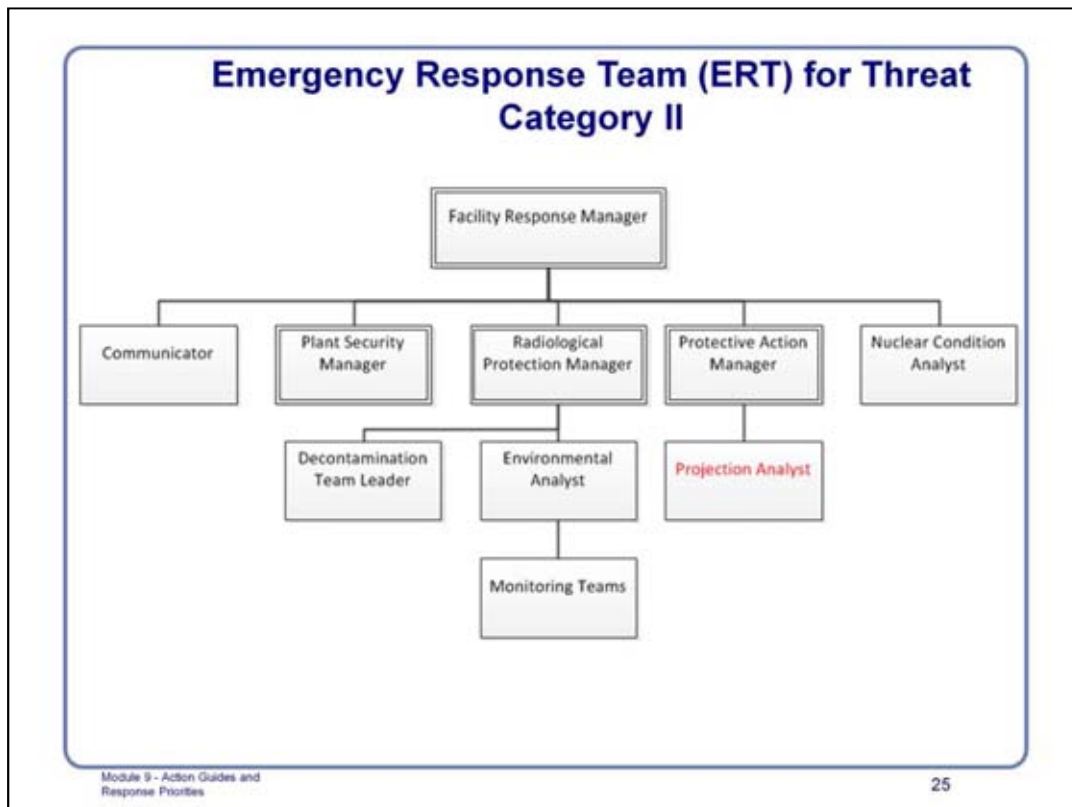 Emergency Response Team (ERT) for Threat
Category II
Facility Response Manager
Communicator
Plant Security
Manager
Radiological
Protection Manager
Protective Action
Manager
Nuclear Condition
Analyst
Decontamination
Team Leader
Environmental
Analyst
Projection Analyst
Monitoring Teams
Module 9 - Action Guides and
Response Priorities
25